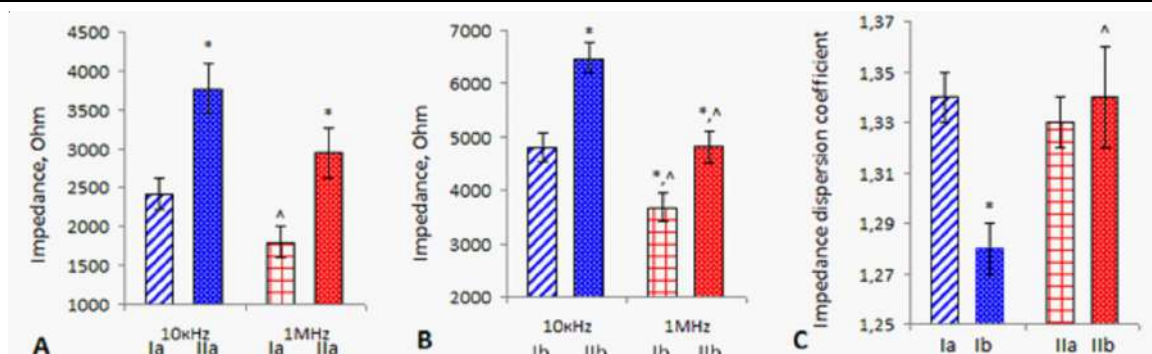 Impedance, Ohm
4500
4000
3500
3000
2500
2000
1500
1000
*
^
*
10кHz
1MHz
Ia
IIa
Ia
IIa
A
Impedance, Ohm
7000
6000
5000
4000
3000
2000
*
*,^
*,^
10кHz
1MHz
Ib
IIb
Ib
IIb
B
Impedance dispersion coefficient
1,37
1,35
1,33
1,31
1,29
1,27
1,25
*
^
Ia
Ib
IIa
IIb
C